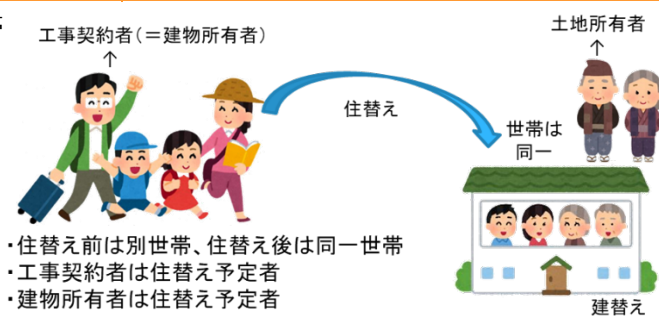 工事契約者(=建物所有者)
↑
土地所有者
↑
住替え
世帯は
同一
・住替え前は別世帯、住替え後は同一世帯
・工事契約者は住替え予定者
・建物所有者は住替え予定者
建替え